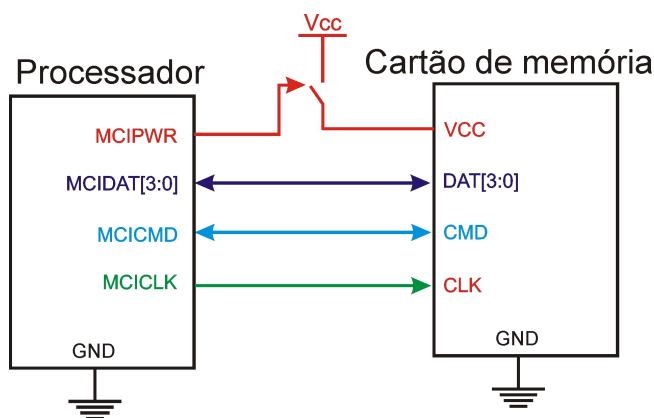 Vcc
Processador
Cartão de memória
MCIPWR
VCC
MCIDAT[3:0]
DAT[3:0]
MCICMD
CMD
MCICLK
CLK
GND
GND